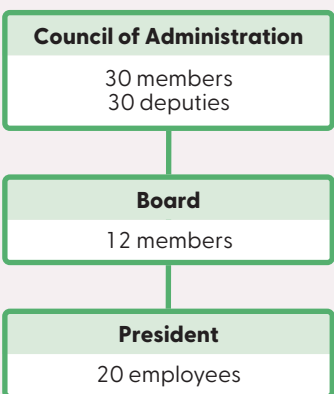 Council of Administration
30 members
30 deputies
Board
12 members
President
20 employees